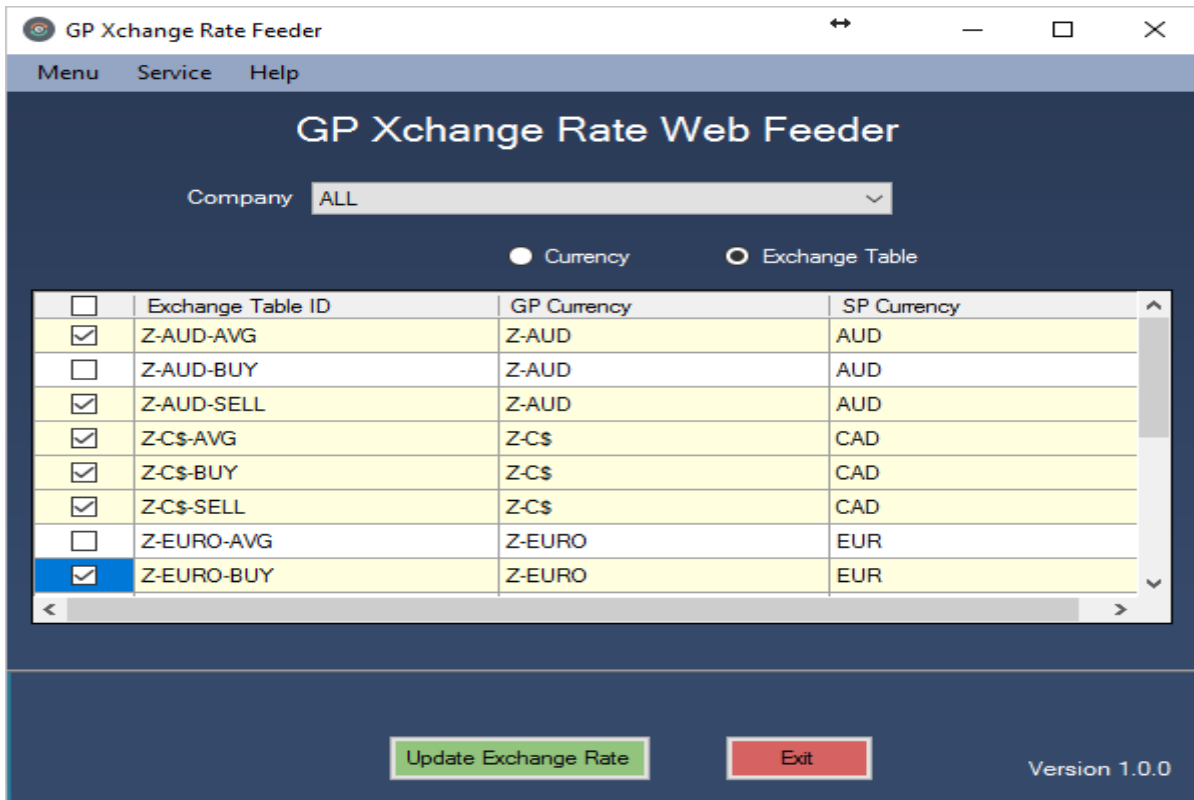 GP Xchange Rate Feeder
Menu Service Help
GP Xchange Rate Web Feeder
Company ALL
Currency Exchange Table
Exchange Table ID GP Currency SP Currency
Z-AUD-AVG Z-AUD AUD
Z-AUD-BUY Z-AUD AUD
Z-AUD-SELL Z-AUD AUD
Z-C$-AVG Z-C$ CAD
Z-C$-BUY Z-C$ CAD
Z-C$-SELL Z-C$ CAD
Z-EURO-AVG Z-EURO EUR
Z-EURO-BUY Z-EURO EUR
Update Exchange Rate Exit Version 1.0.0